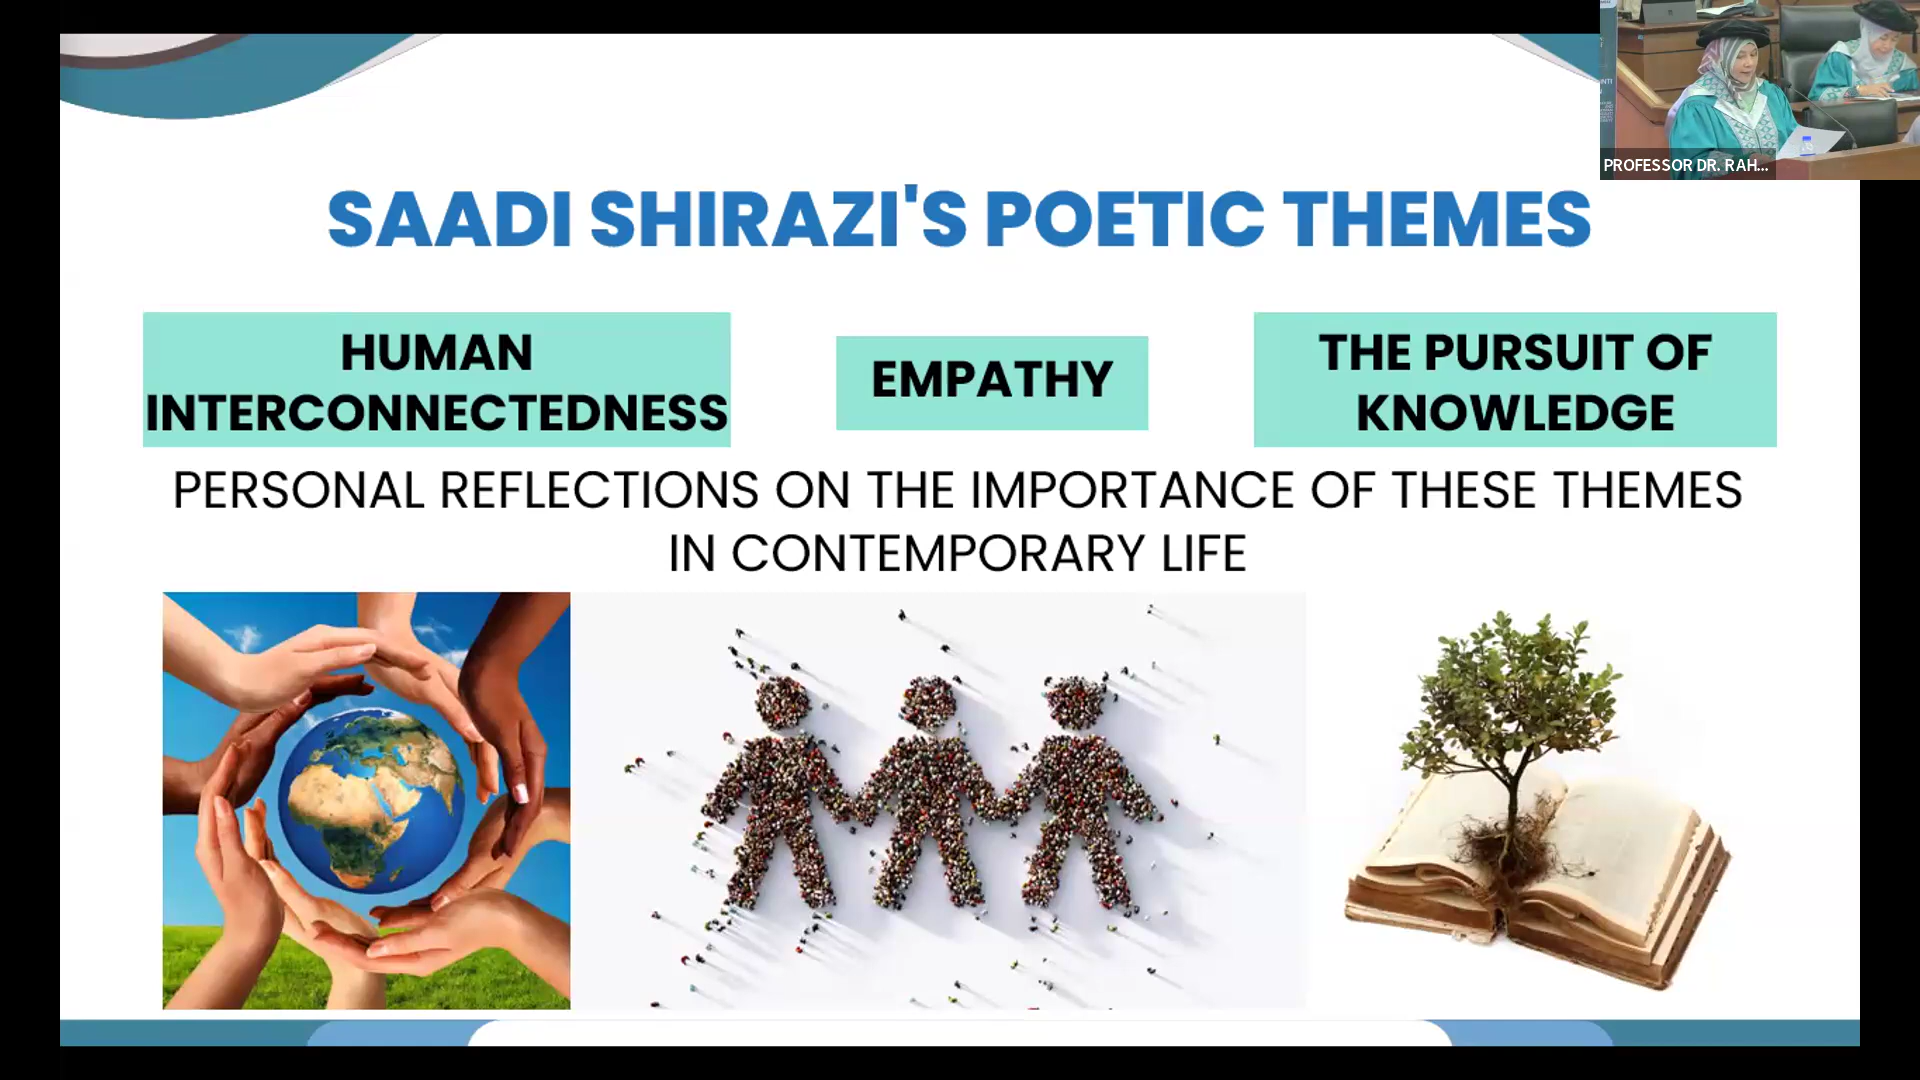 SAADI SHIRAZI'S POETIC THEMES
HUMAN
INTERCONNECTEDNESS
EMPATHY
THE PURSUIT OF
KNOWLEDGE
PERSONAL REFLECTIONS ON THE IMPORTANCE OF THESE THEMES
IN CONTEMPORARY LIFE
PROFESSOR DR. RAH...